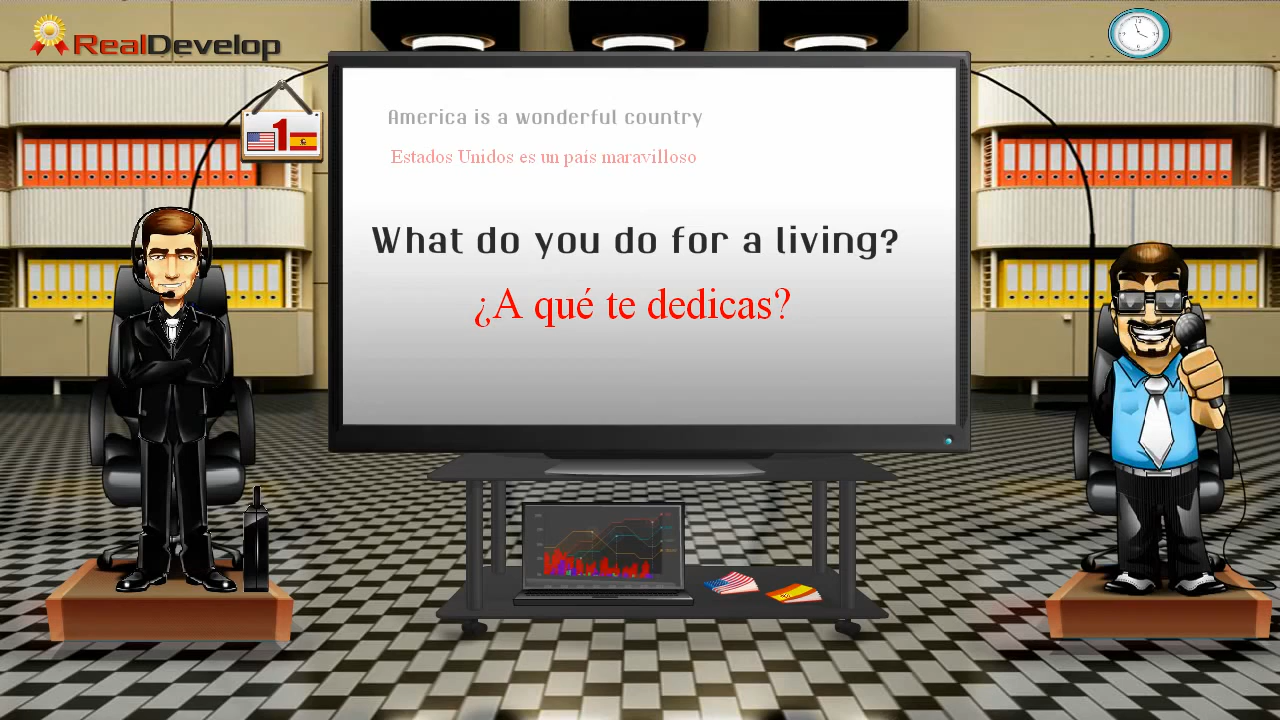 RealDevelop
1
America is a wonderful country
Estados Unidos es un país maravilloso
What do you do for a living?
¿A qué te dedicas?